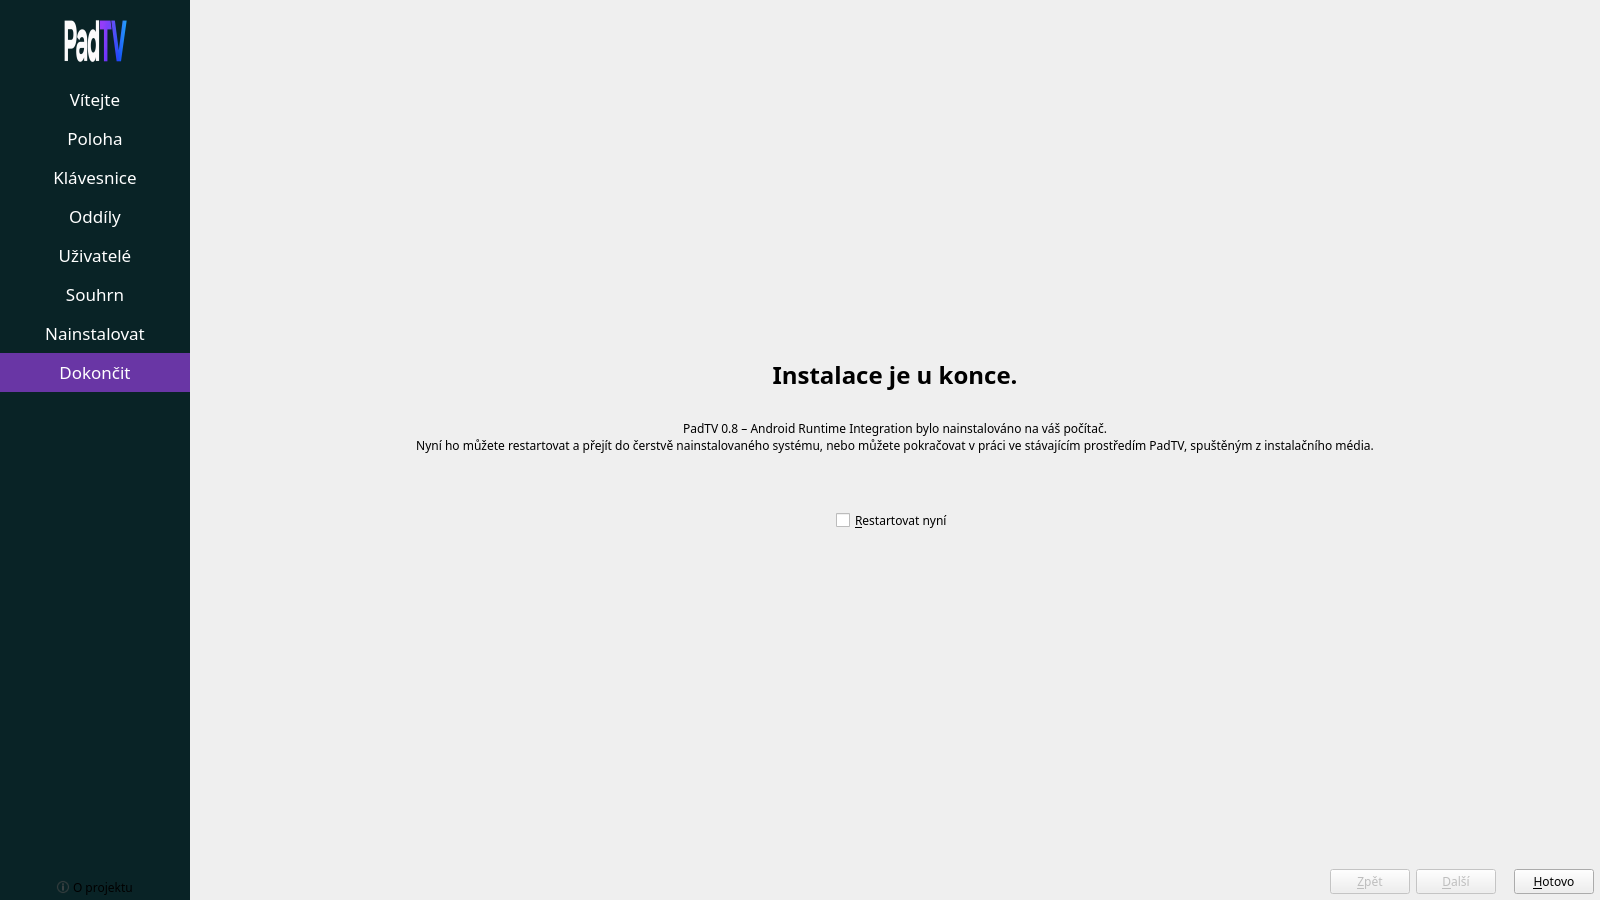 PadTV
Vítejte
Poloha
Klávesnice
Oddíly
Uživatelé
Souhrn
Nainstalovat
Dokončit
Instalace je u konce.
PadTV 0.8 – Android Runtime Integration bylo nainstalováno na váš počítač.
Nyní ho můžete restartovat a přejít do čerstvě nainstalovaného systému, nebo můžete pokračovat v práci ve stávajícím prostředím PadTV, spuštěným z instalačního média.
Restartovat nyní
O projektu
Zpět
Další
Hotovo